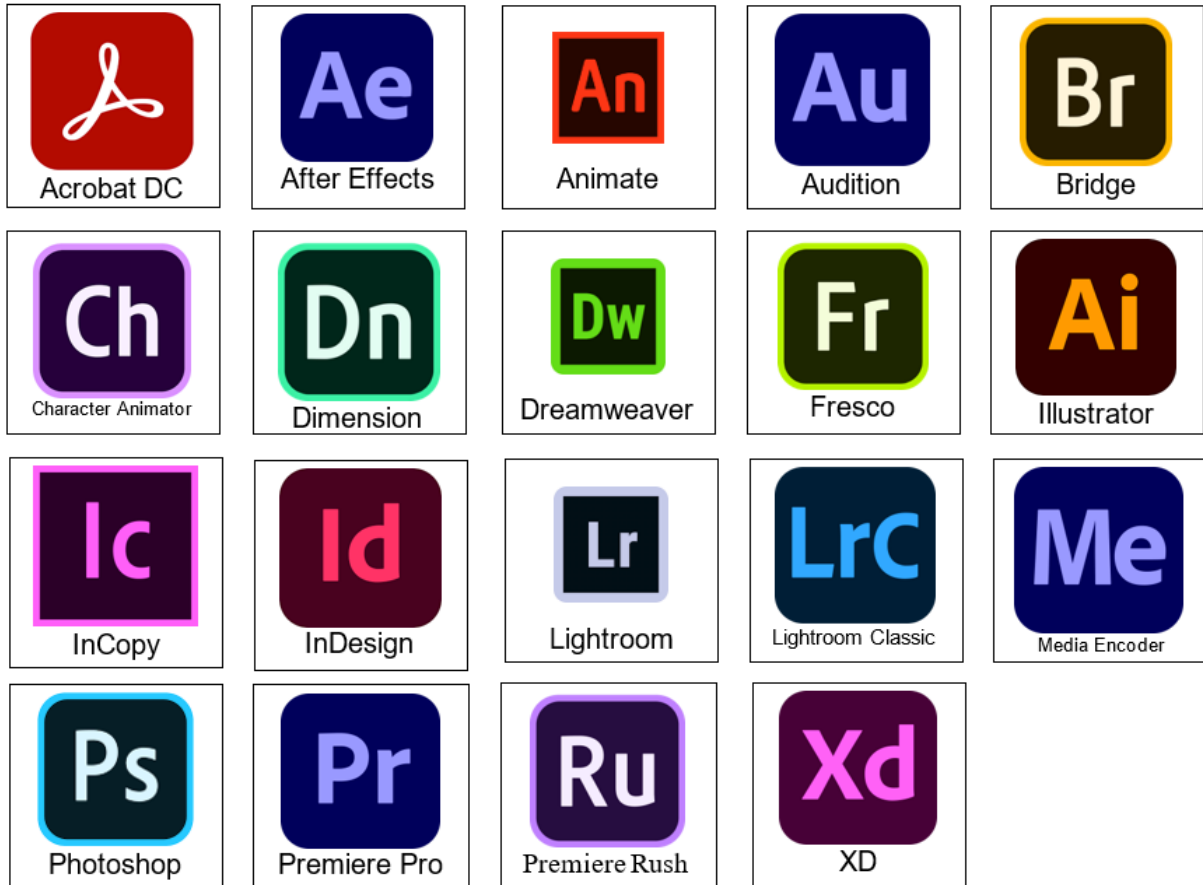 Ae
An
Au
Br
Acrobat DC
After Effects
Animate
Audition
Bridge
Ch
Dn
Dw
Fr
Ai
Character Animator
Dimension
Dreamweaver
Fresco
Illustrator
Ic
Id
Lr
LrC
Me
InCopy
InDesign
Lightroom
Lightroom Classic
Media Encoder
Ps
Pr
Ru
Xd
Photoshop
Premiere Pro
Premiere Rush
XD